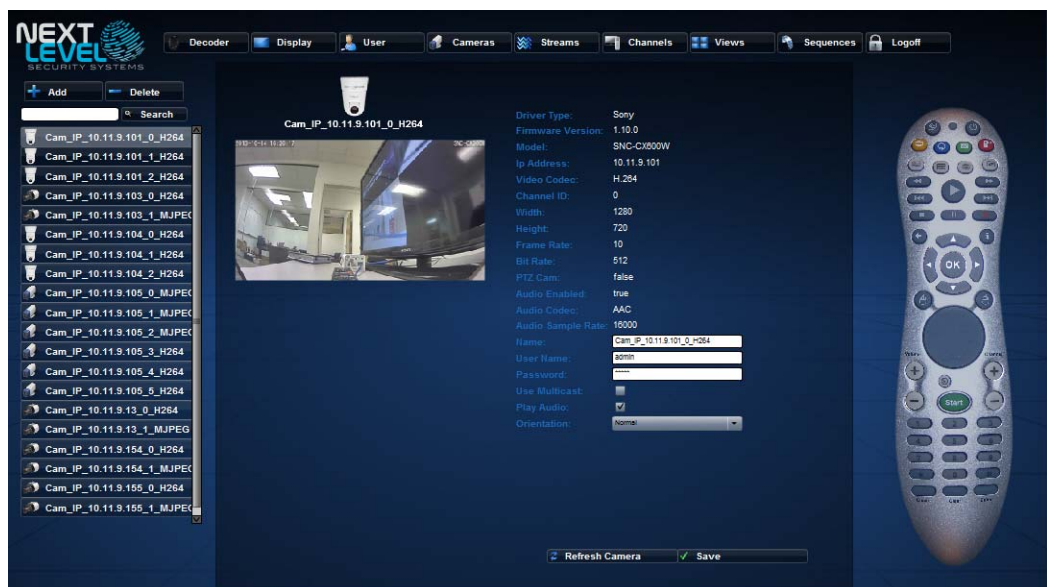 NEXT
LEVEL
SECURITY SYSTEMS
Decoder
Display
User
Cameras
Streams
Channels
Views
Sequences
Logoff
Add
Delete
Search
Cam_IP_10.11.9.101_0_H264
Cam_IP_10.11.9.101_1_H264
Cam_IP_10.11.9.101_2_H264
Cam_IP_10.11.9.103_0_H264
Cam_IP_10.11.9.103_1_MJPEG
Cam_IP_10.11.9.104_0_H264
Cam_IP_10.11.9.104_1_H264
Cam_IP_10.11.9.104_2_H264
Cam_IP_10.11.9.105_0_MJPEG
Cam_IP_10.11.9.105_1_MJPEG
Cam_IP_10.11.9.105_2_MJPEG
Cam_IP_10.11.9.105_3_H264
Cam_IP_10.11.9.105_4_H264
Cam_IP_10.11.9.105_5_H264
Cam_IP_10.11.9.13_0_H264
Cam_IP_10.11.9.13_1_MJPEG
Cam_IP_10.11.9.154_0_H264
Cam_IP_10.11.9.154_1_MJPEG
Cam_IP_10.11.9.155_0_H264
Cam_IP_10.11.9.155_1_MJPEG
Cam_IP_10.11.9.101_0_H264
Driver Type: Sony
Firmware Version: 1.10.0
Model: SNC-CX600W
Ip Address: 10.11.9.101
Video Codec: H.264
Channel ID: 0
Width: 1280
Height: 720
Frame Rate: 10
Bit Rate: 512
PTZ Cam: false
Audio Enabled: true
Audio Codec: AAC
Audio Sample Rate: 16000
Name: Cam_IP_10.11.9.101_0_H264
User Name: admin
Password: *****
Use Multicast:
Play Audio:
Orientation: Normal
Refresh Camera
Save
OK
Start